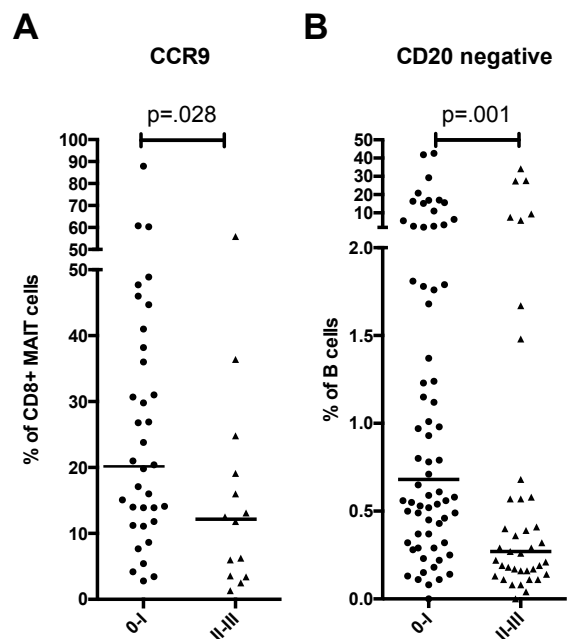 A
CCR9
p=.028
100
90
80
70
60
50
50
40
30
20
10
0
% of CD8+ MAIT cells
0-I
II-III
B
CD20 negative
p=.001
50
40
30
20
10
2.0
1.5
1.0
0.5
0.0
% of B cells
0-I
II-III